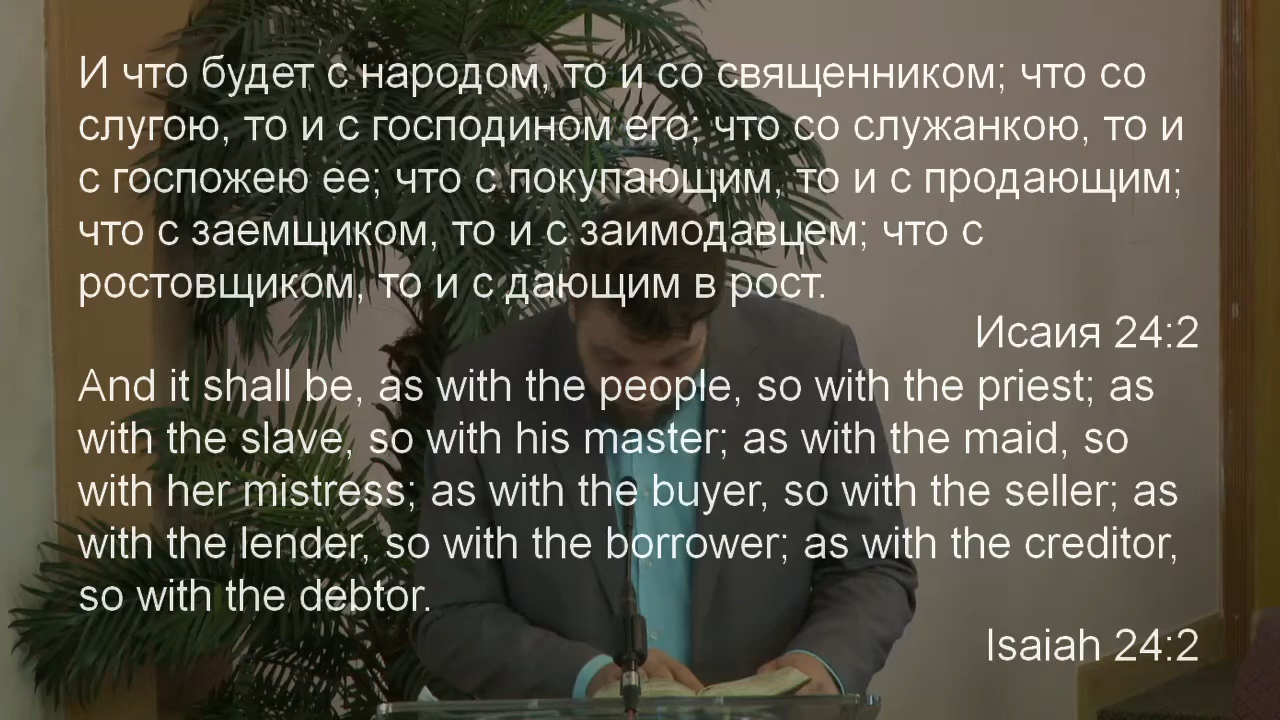 И что будет с народом, то и со священником; что со
слугою, то и с господином его; что со служанкою, то и
с госпожею ее; что с покупающим, то и с продающим;
что с заемщиком, то и с заимодавцем; что с
ростовщиком, то и с дающим в рост.
Исаия 24:2
And it shall be, as with the people, so with the priest; as
with the slave, so with his master; as with the maid, so
with her mistress; as with the buyer, so with the seller; as
with the lender, so with the borrower; as with the creditor,
so with the debtor.
Isaiah 24:2